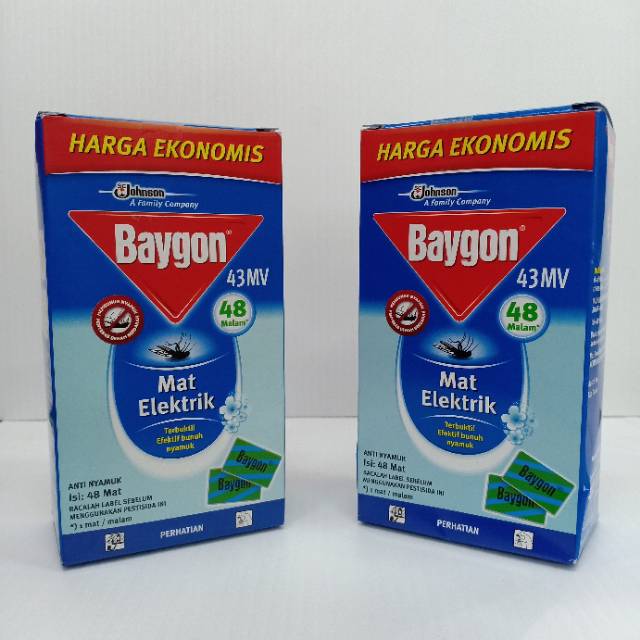 HARGA EKONOMIS
Johnson
A Family Company
Baygon®
43MV
48
Malam*
Mat
Elektrik
Terbukti!
Efektif bunuh
nyamuk
Baygon
Baygon
ANTI NYAMUK
Isi: 48 Mat
BACALAH LABEL SEBELUM
MENGGUNAKAN PESTISIDA INI
*) 1 mat / malam
PERHATIAN
HARGA EKONOMIS
Johnson
A Family Company
Baygon®
43MV
48
Malam*
Mat
Elektrik
Terbukti!
Efektif bunuh
nyamuk
Baygon
Baygon
ANTI NYAMUK
Isi: 48 Mat
BACALAH LABEL SEBELUM
MENGGUNAKAN PESTISIDA INI
*) 1 mat / malam
PERHATIAN